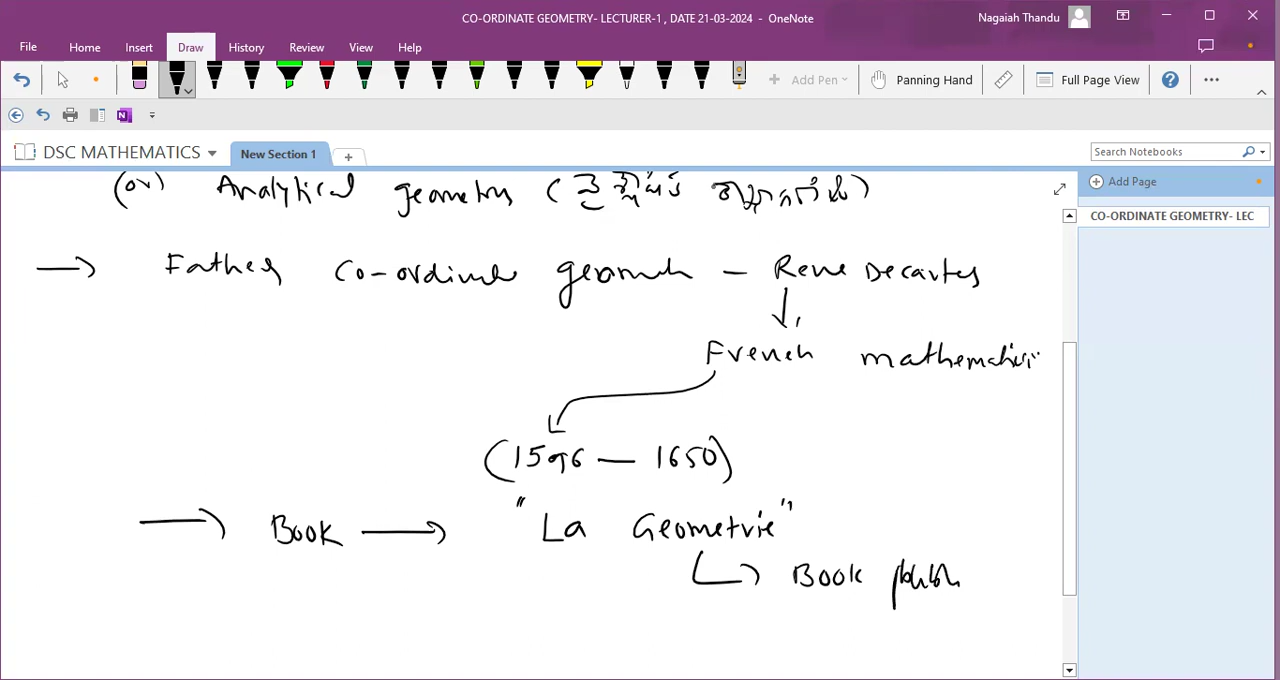 CO-ORDINATE GEOMETRY- LECTURER-1 , DATE 21-03-2024 - OneNote
Nagaiah Thandu
File Home Insert Draw History Review View Help
Add Pen Panning Hand Full Page View
DSC MATHEMATICS New Section 1
Search Notebooks
Add Page
CO-ORDINATE GEOMETRY- LEC
(or) Analytical geometry (
→ Father Co-ordinate geometry - Rene Decartes
French mathematici
(1596 — 1650)
→ Book → "La Geometrie"
Book publish